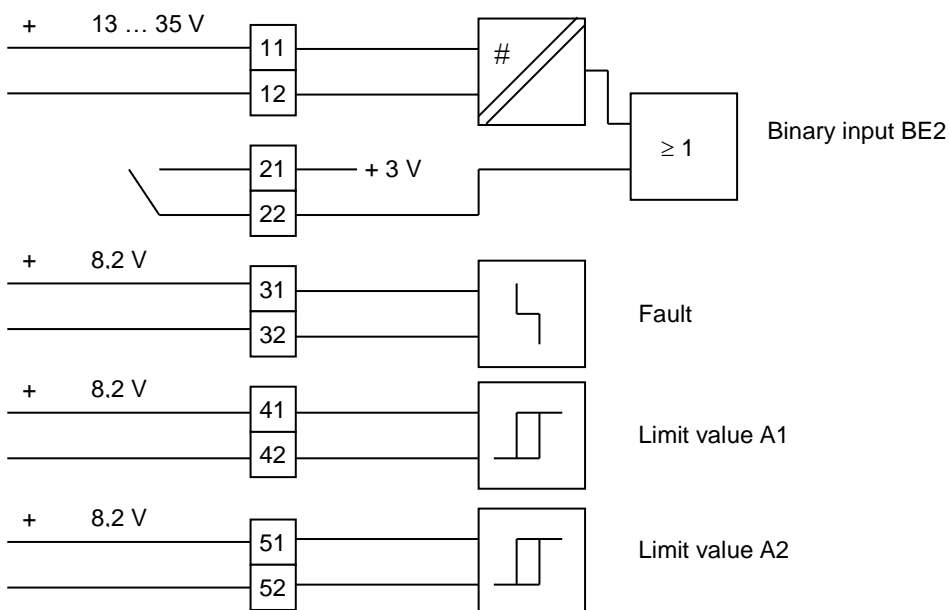 + 13 … 35 V
11
#
12
≥ 1
Binary input BE2
21
+ 3 V
22
+ 8,2 V
31
Fault
32
+ 8,2 V
41
Limit value A1
42
+ 8,2 V
51
Limit value A2
52